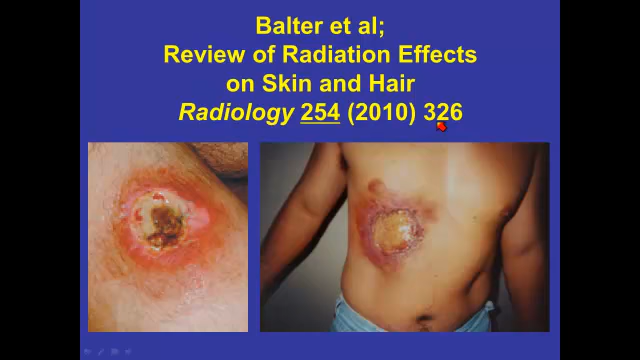 Balter et al;
Review of Radiation Effects
on Skin and Hair
Radiology 254 (2010) 326